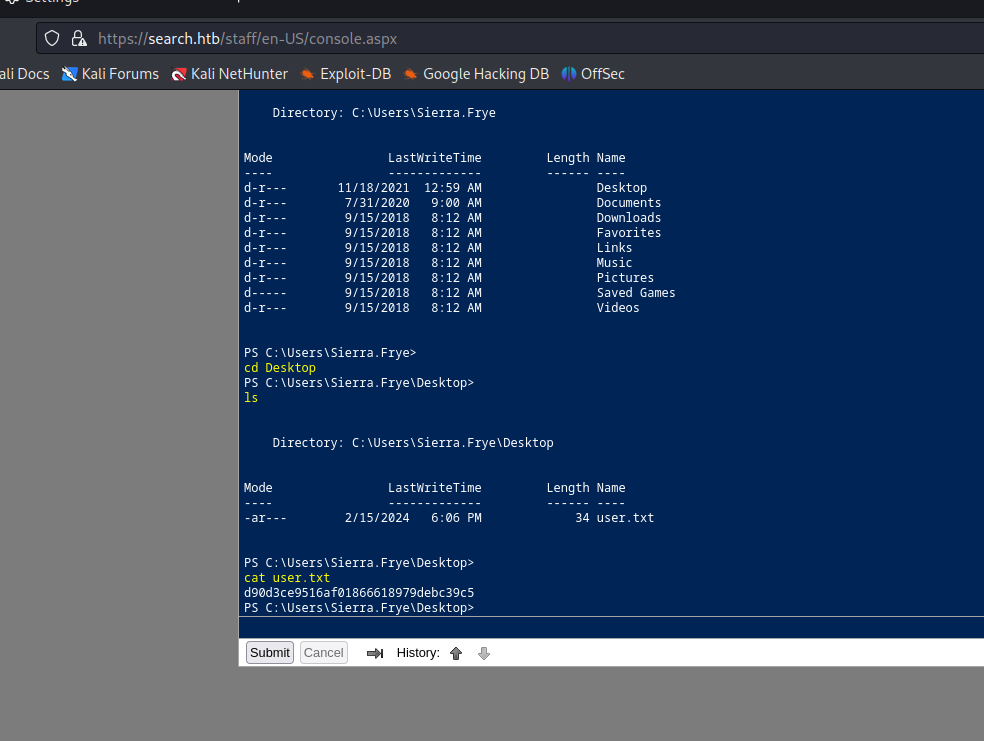 Settings
https://search.htb/staff/en-US/console.aspx
ali Docs Kali Forums Kali NetHunter Exploit-DB Google Hacking DB OffSec
Directory: C:\Users\Sierra.Frye
Mode LastWriteTime Length Name
---- ------------- ------ ----
d-r--- 11/18/2021 12:59 AM Desktop
d-r--- 7/31/2020 9:00 AM Documents
d-r--- 9/15/2018 8:12 AM Downloads
d-r--- 9/15/2018 8:12 AM Favorites
d-r--- 9/15/2018 8:12 AM Links
d-r--- 9/15/2018 8:12 AM Music
d-r--- 9/15/2018 8:12 AM Pictures
d----- 9/15/2018 8:12 AM Saved Games
d-r--- 9/15/2018 8:12 AM Videos
PS C:\Users\Sierra.Frye>
cd Desktop
PS C:\Users\Sierra.Frye\Desktop>
ls
Directory: C:\Users\Sierra.Frye\Desktop
Mode LastWriteTime Length Name
---- ------------- ------ ----
-ar--- 2/15/2024 6:06 PM 34 user.txt
PS C:\Users\Sierra.Frye\Desktop>
cat user.txt
d90d3ce9516af01866618979debc39c5
PS C:\Users\Sierra.Frye\Desktop>
Submit Cancel History: